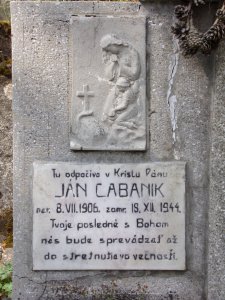 Tu odpočíva v Kristu Pánu
JÁN CABANIK
nar. 8. VII. 1906. zomr. 19. XII. 1944.
Tvoje posledné s Bohom
nás bude sprevádzať až
do stretnutia vo večnosti.